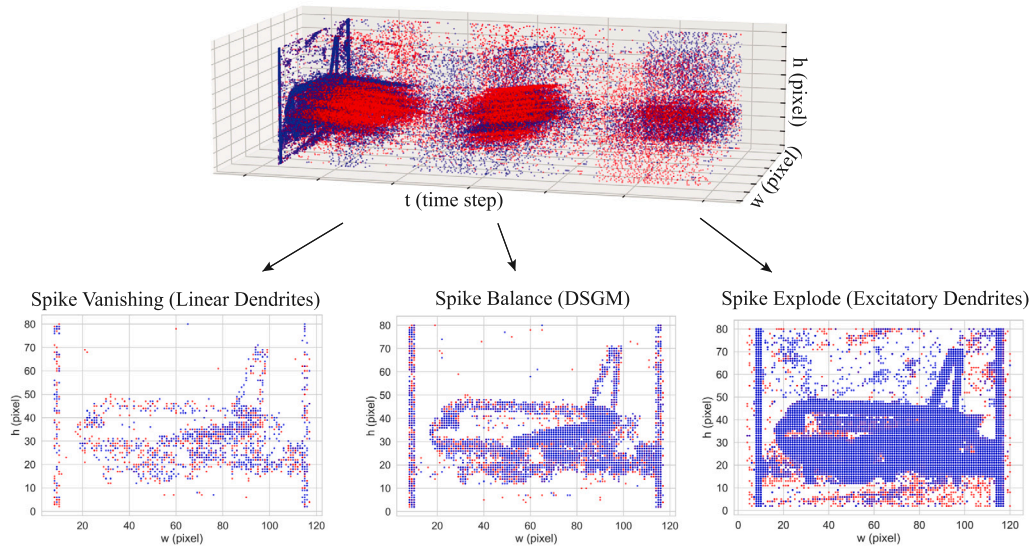 h (pixel)
w (pixel)
t (time step)
Spike Vanishing (Linear Dendrites)
Spike Balance (DSGM)
Spike Explode (Excitatory Dendrites)
80
70
60
50
40
30
20
10
0
h (pixel)
20 40 60 80 100 120
w (pixel)
80
70
60
50
40
30
20
10
0
h (pixel)
20 40 60 80 100 120
w (pixel)
80
70
60
50
40
30
20
10
0
h (pixel)
0 20 40 60 80 100 120
w (pixel)